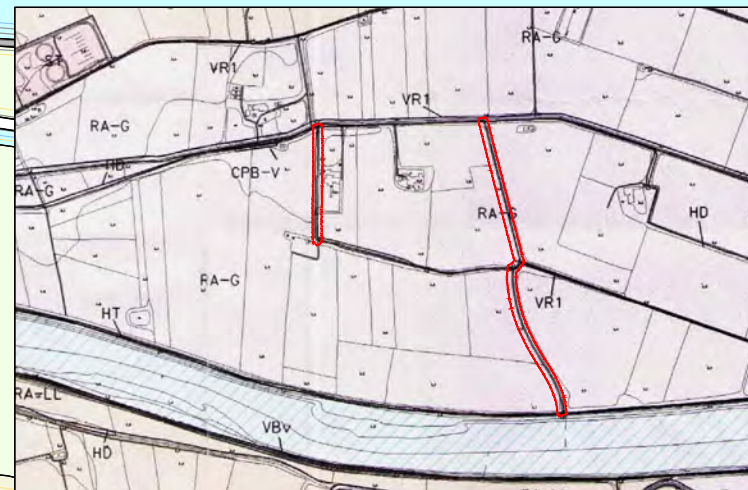 RA-G
ST
VR1
VR1
RA-G
HD
CPB-V
RA-G
RA-G
HD
RA-G
VR1
HT
RA=LL
VBv
HD